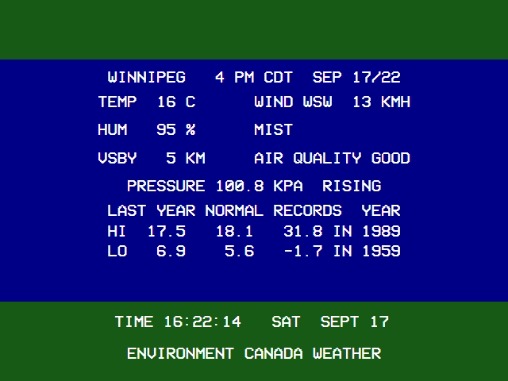 WINNIPEG 4 PM CDT SEP 17/22
TEMP 16 C WIND WSW 13 KMH
HUM 95 % MIST
VSBY 5 KM AIR QUALITY GOOD
PRESSURE 100.8 KPA RISING
LAST YEAR NORMAL RECORDS YEAR
HI 17.5 18.1 31.8 IN 1989
LO 6.9 5.6 -1.7 IN 1959
TIME 16:22:14 SAT SEPT 17
ENVIRONMENT CANADA WEATHER